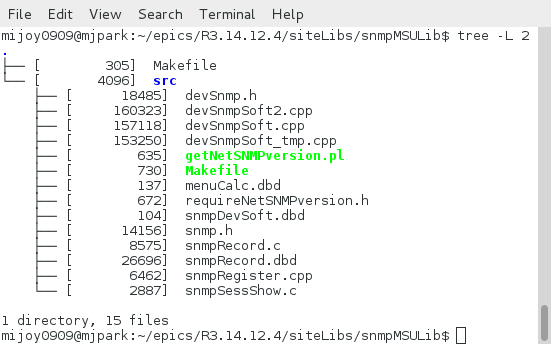 File Edit View Search Terminal Help
mijoy0909@mjpark:~/epics/R3.14.12.4/siteLibs/snmpMSULib$ tree -L 2
.
├── [        305]  Makefile
└── [       4096]  src
    ├── [      18485]  devSnmp.h
    ├── [     160323]  devSnmpSoft2.cpp
    ├── [     157118]  devSnmpSoft.cpp
    ├── [     153250]  devSnmpSoft_tmp.cpp
    ├── [        635]  getNetSNMPversion.pl
    ├── [        730]  Makefile
    ├── [        137]  menuCalc.dbd
    ├── [        672]  requireNetSNMPversion.h
    ├── [        104]  snmpDevSoft.dbd
    ├── [      14156]  snmp.h
    ├── [       8575]  snmpRecord.c
    ├── [      26696]  snmpRecord.dbd
    ├── [       6462]  snmpRegister.cpp
    └── [       2887]  snmpSessShow.c
1 directory, 15 files
mijoy0909@mjpark:~/epics/R3.14.12.4/siteLibs/snmpMSULib$